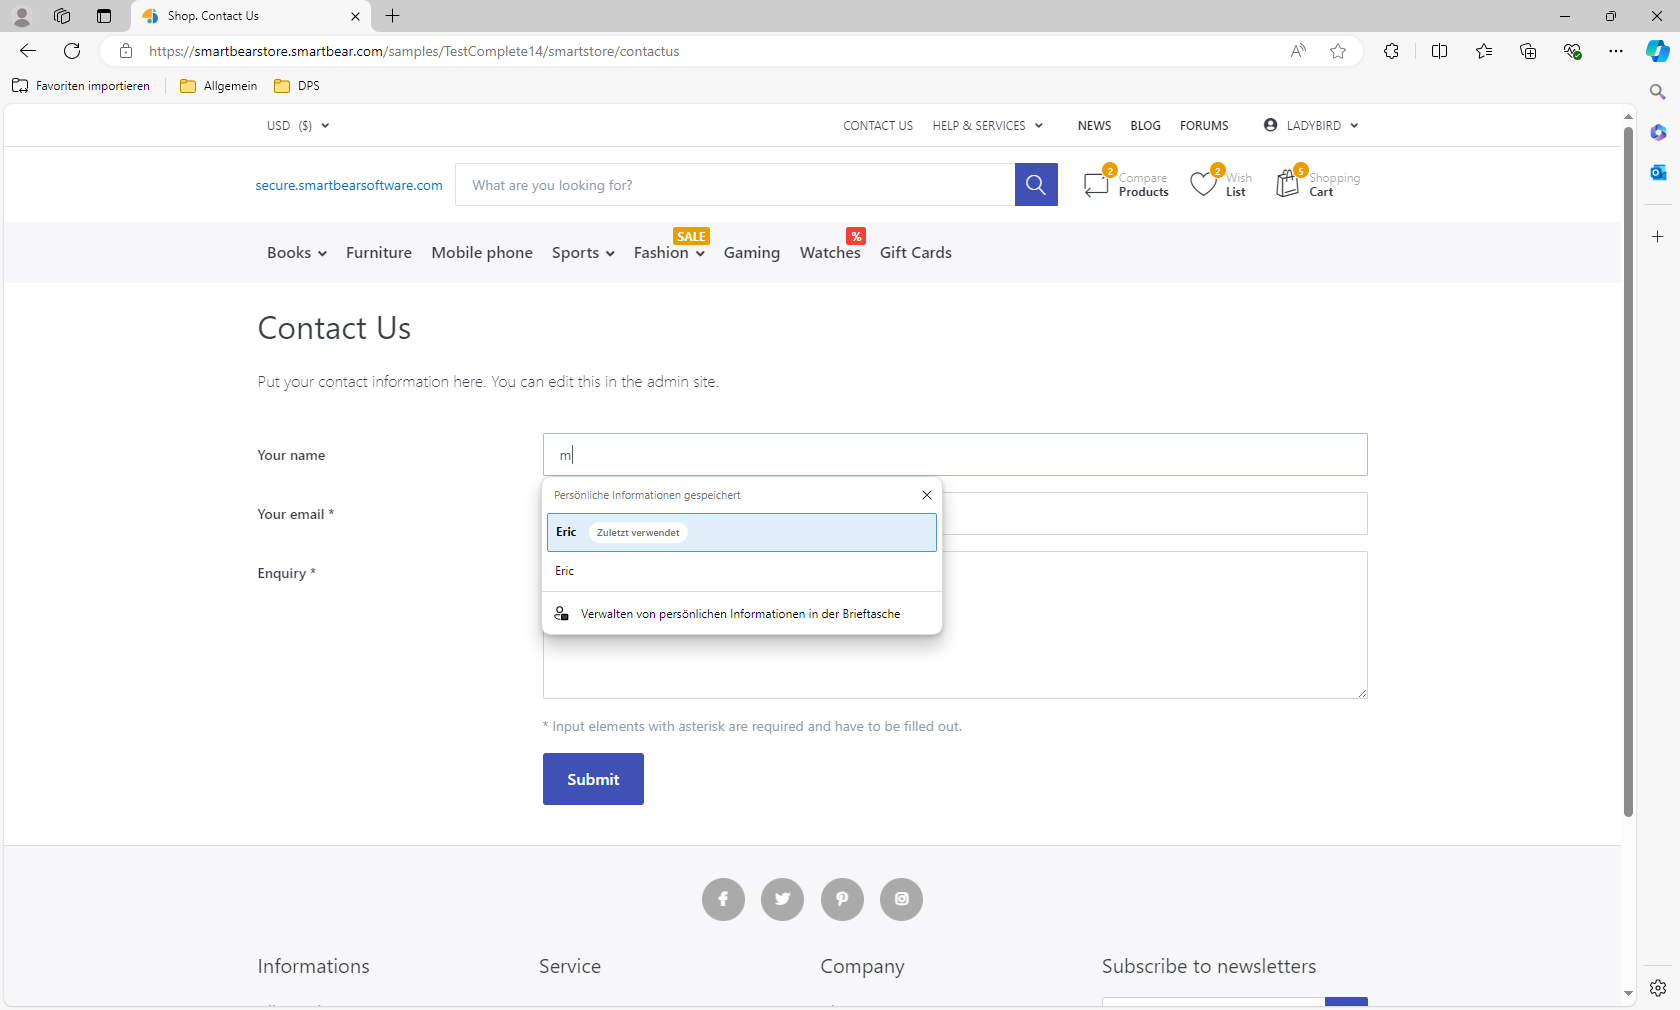 Shop. Contact Us
https://smartbearstore.smartbear.com/samples/TestComplete14/smartstore/contactus
Favoriten importieren
Allgemein
DPS
USD ($)
CONTACT US
HELP & SERVICES
NEWS
BLOG
FORUMS
LADYBIRD
secure.smartbearsoftware.com
What are you looking for?
2
Compare
Products
2
Wish
List
5
Shopping
Cart
SALE
%
Books
Furniture
Mobile phone
Sports
Fashion
Gaming
Watches
Gift Cards
Contact Us
Put your contact information here. You can edit this in the admin site.
Your name
m
Persönliche Informationen gespeichert
Your email *
Eric
Zuletzt verwendet
Enquiry *
Eric
Verwalten von persönlichen Informationen in der Brieftasche
* Input elements with asterisk are required and have to be filled out.
Submit
Informations
Service
Company
Subscribe to newsletters